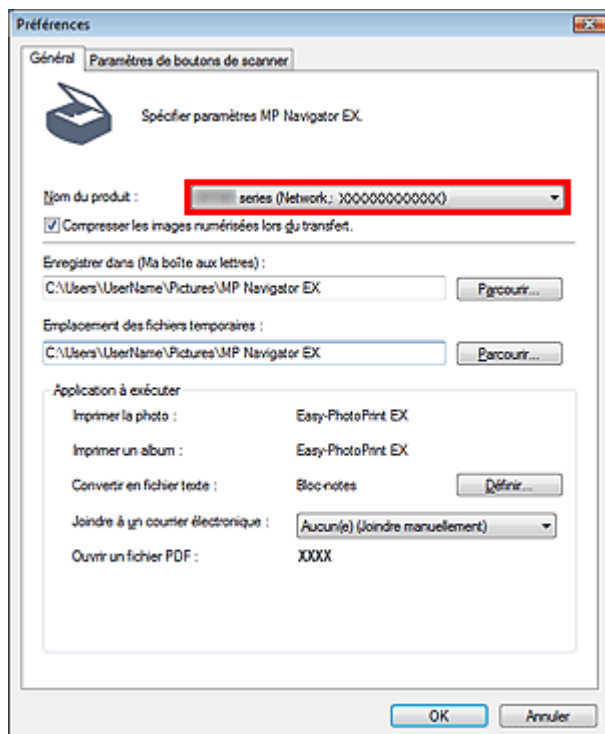 Préférences
Général Paramètres de boutons de scanner
Spécifier paramètres MP Navigator EX.
Nom du produit : series (Network,; XXXXXXXXXXXXX)
Compresser les images numérisées lors du transfert.
Enregistrer dans (Ma boîte aux lettres) :
C:\Users\UserName\Pictures\MP Navigator EX Parcourir...
Emplacement des fichiers temporaires :
C:\Users\UserName\Pictures\MP Navigator EX Parcourir...
Application à exécuter
Imprimer la photo : Easy-PhotoPrint EX
Imprimer un album : Easy-PhotoPrint EX
Convertir en fichier texte : Bloc-notes Définir...
Joindre à un courrier électronique : Aucun(e) (Joindre manuellement)
Ouvrir un fichier PDF : XXXX
OK Annuler